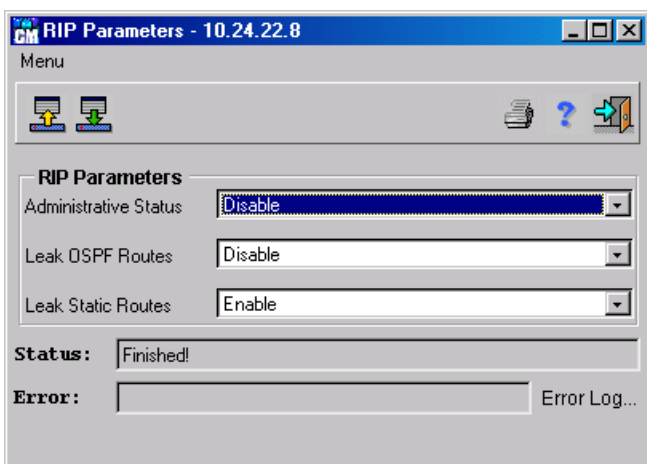 CM RIP Parameters - 10.24.22.8
Menu
?
RIP Parameters
Administrative Status Disable
Leak OSPF Routes Disable
Leak Static Routes Enable
Status: Finished!
Error: Error Log...